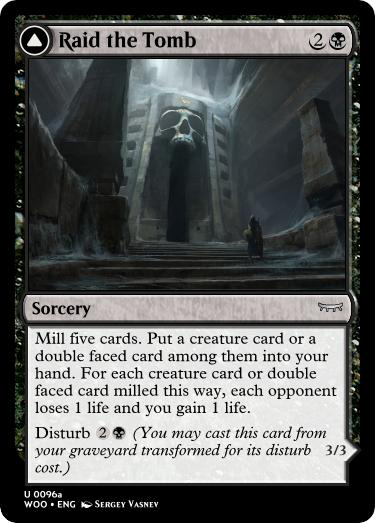 Raid the Tomb 2
Sorcery
Mill five cards. Put a creature card or a
double faced card among them into your
hand. For each creature card or double
faced card milled this way, each opponent
loses 1 life and you gain 1 life.
Disturb 2 (You may cast this card from
your graveyard transformed for its disturb
cost.)
3/3
U 0096a
WOO • ENG Sergey Vasnev